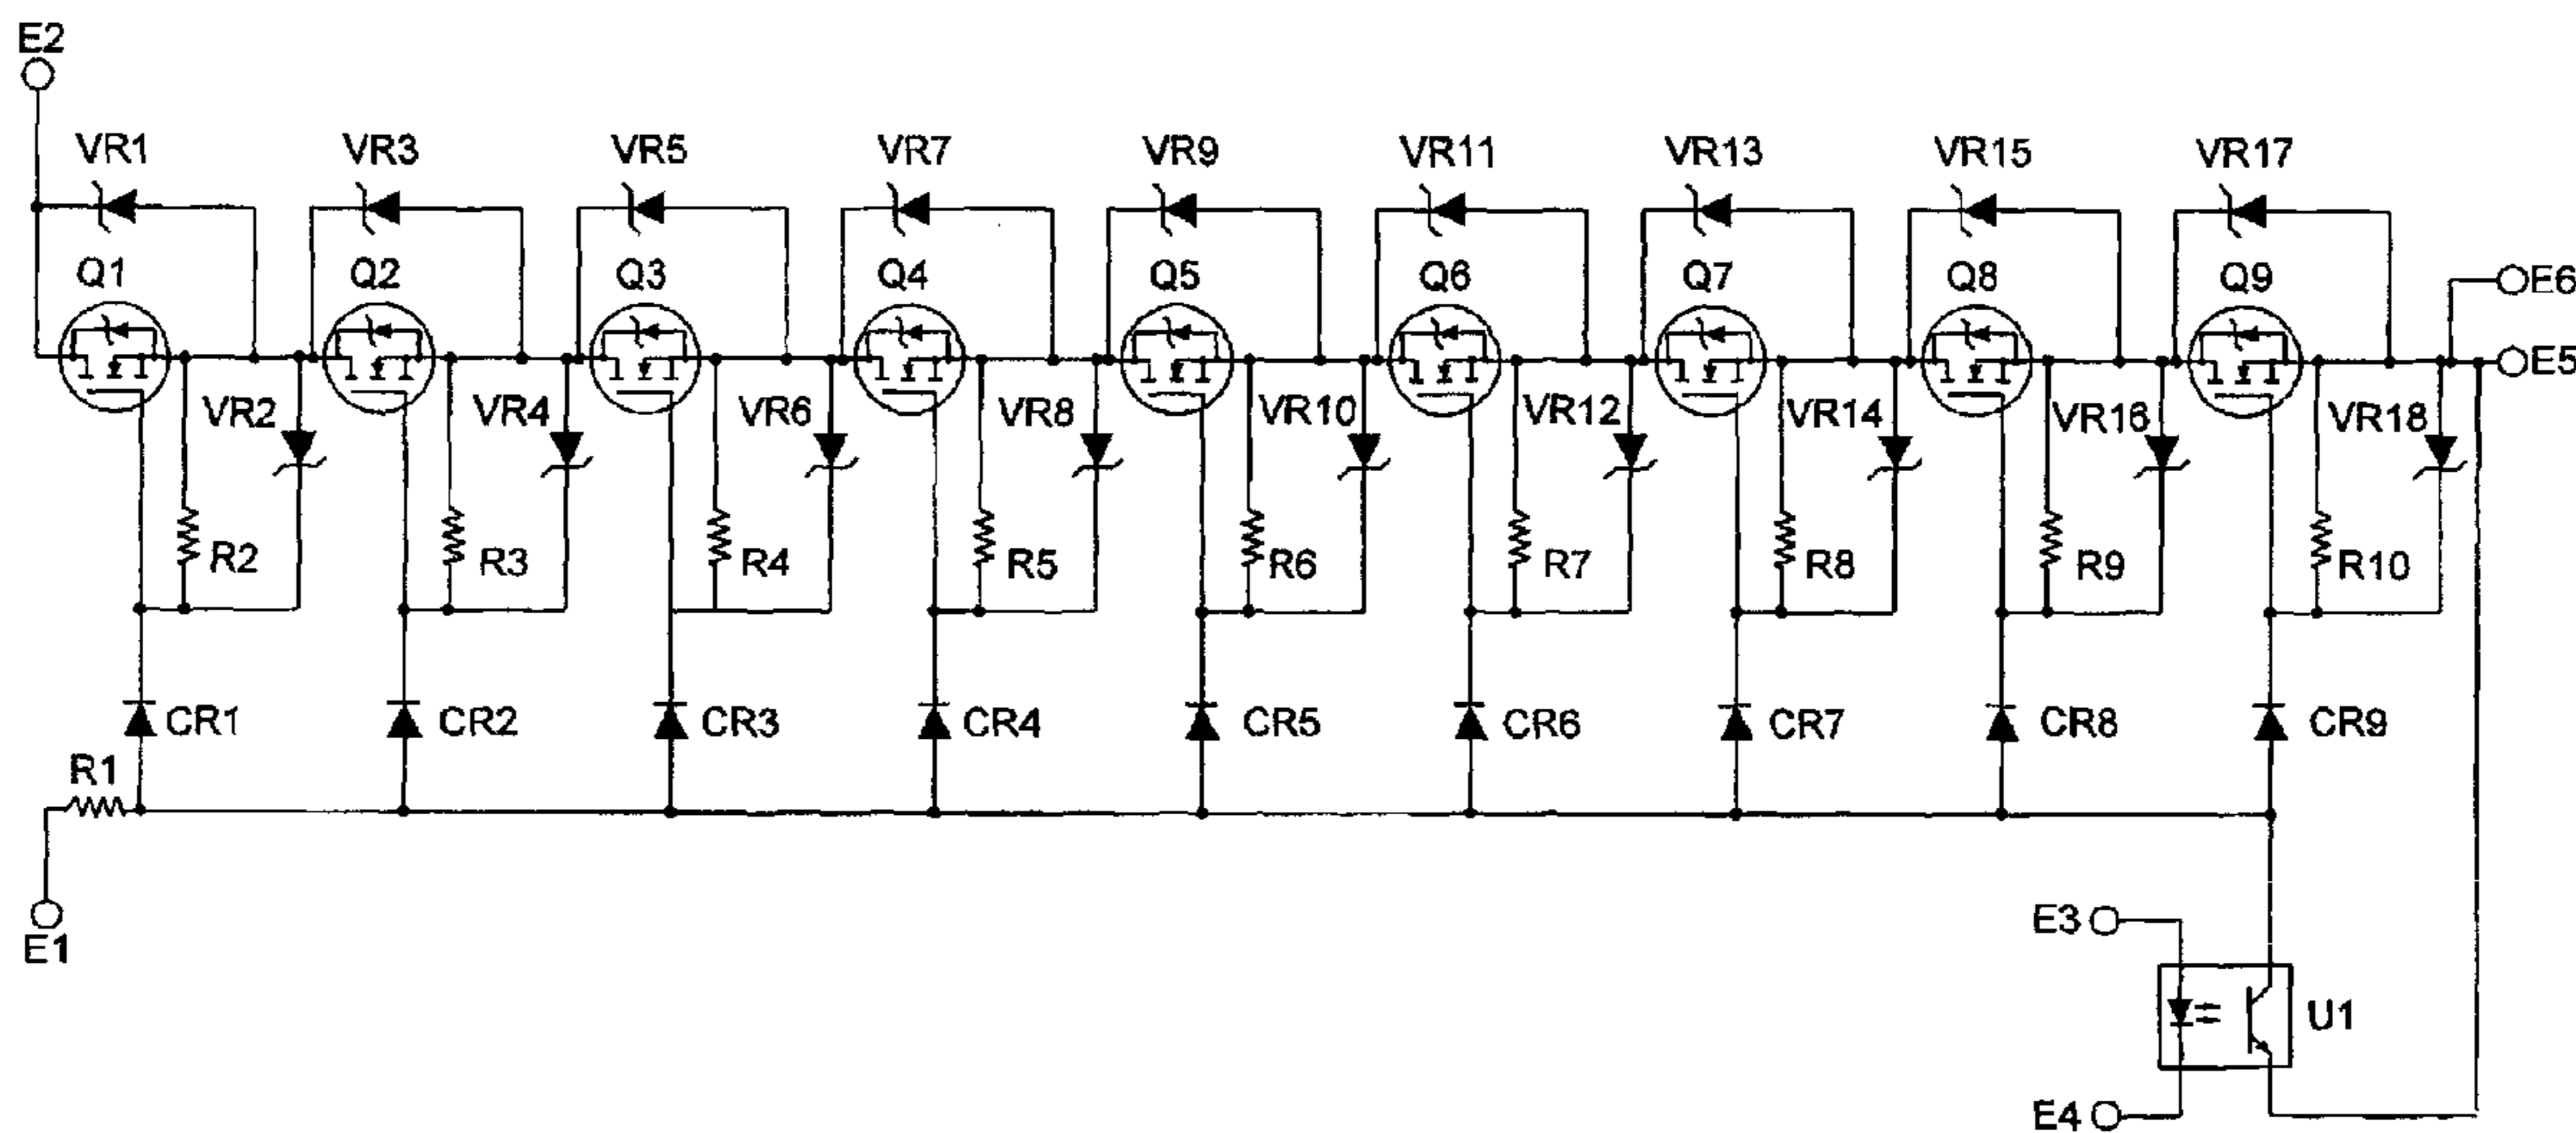 E2
VR1 VR3 VR5 VR7 VR9 VR11 VR13 VR15 VR17
Q1 Q2 Q3 Q4 Q5 Q6 Q7 Q8 Q9
E6
E5
VR2 VR4 VR6 VR8 VR10 VR12 VR14 VR16 VR18
R2 R3 R4 R5 R6 R7 R8 R9 R10
CR1 CR2 CR3 CR4 CR5 CR6 CR7 CR8 CR9
R1
E1
E3
U1
E4